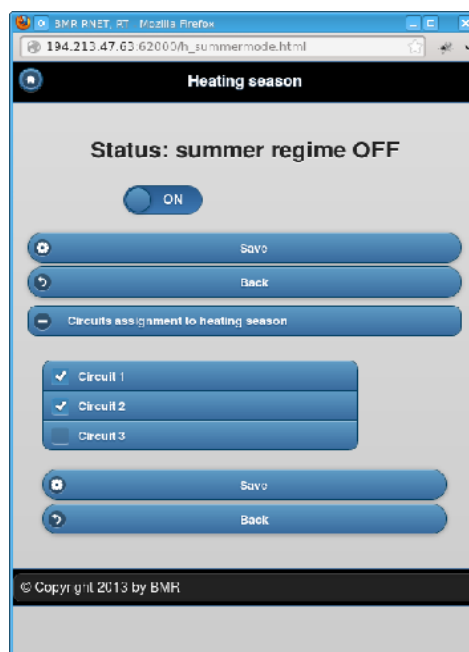 BMR RNET, RT - Mozilla Firefox
194.213.47.63:62000/h_summermode.html
Heating season
Status: summer regime OFF
ON
Save
Back
Circuits assignment to heating season
Circuit 1
Circuit 2
Circuit 3
Save
Back
© Copyright 2013 by BMR